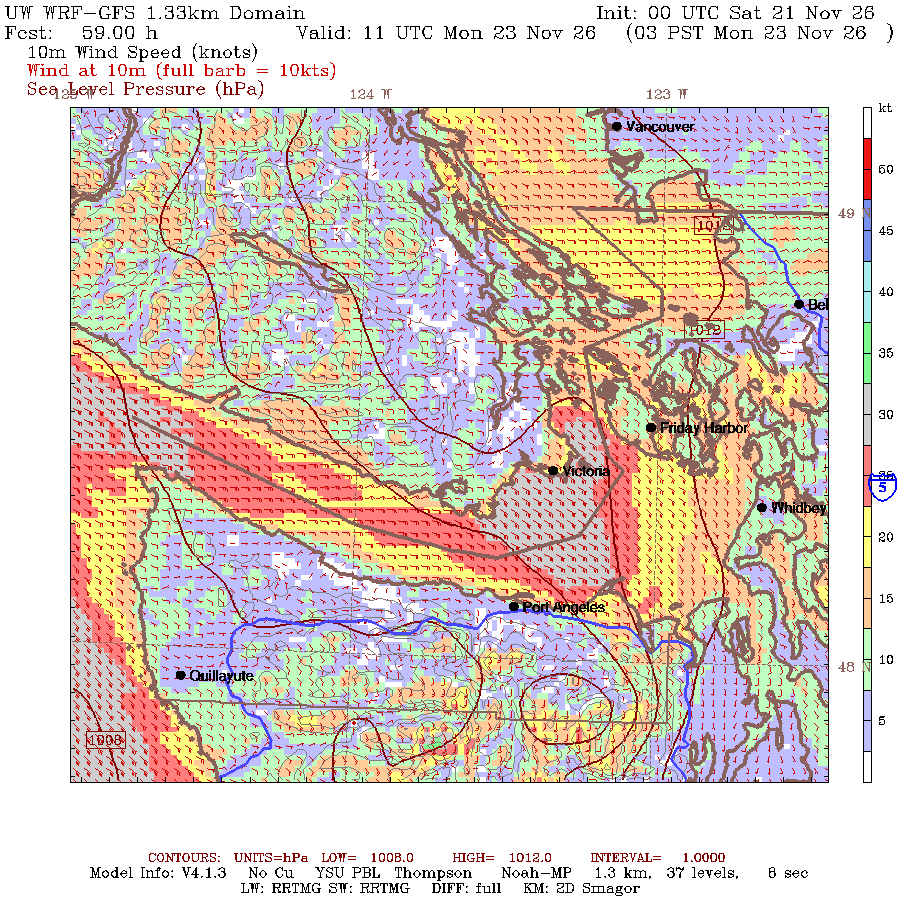 UW WRF-GFS 1.33km Domain Init: 00 UTC Sat 21 Nov 26
Fcst: 59.00 h Valid: 11 UTC Mon 23 Nov 26 (03 PST Mon 23 Nov 26 )
10m Wind Speed (knots)
Wind at 10m (full barb = 10kts)
Sea Level Pressure (hPa)
125 W 124 W 123 W
kt
Vancouver
60
49 N
45
40
Bel
1013
35
30
Friday Harbor
Victoria
25
5
Whidbey
20
15
Port Angeles
10
48 N
Quillayute
5
1008
CONTOURS: UNITS=hPa LOW= 1008.0 HIGH= 1012.0 INTERVAL= 1.0000
Model Info: V4.1.3 No Cu YSU PBL Thompson Noah-MP 1.3 km, 37 levels, 8 sec
LW: RRTMG SW: RRTMG DIFF: full KM: 2D Smagor